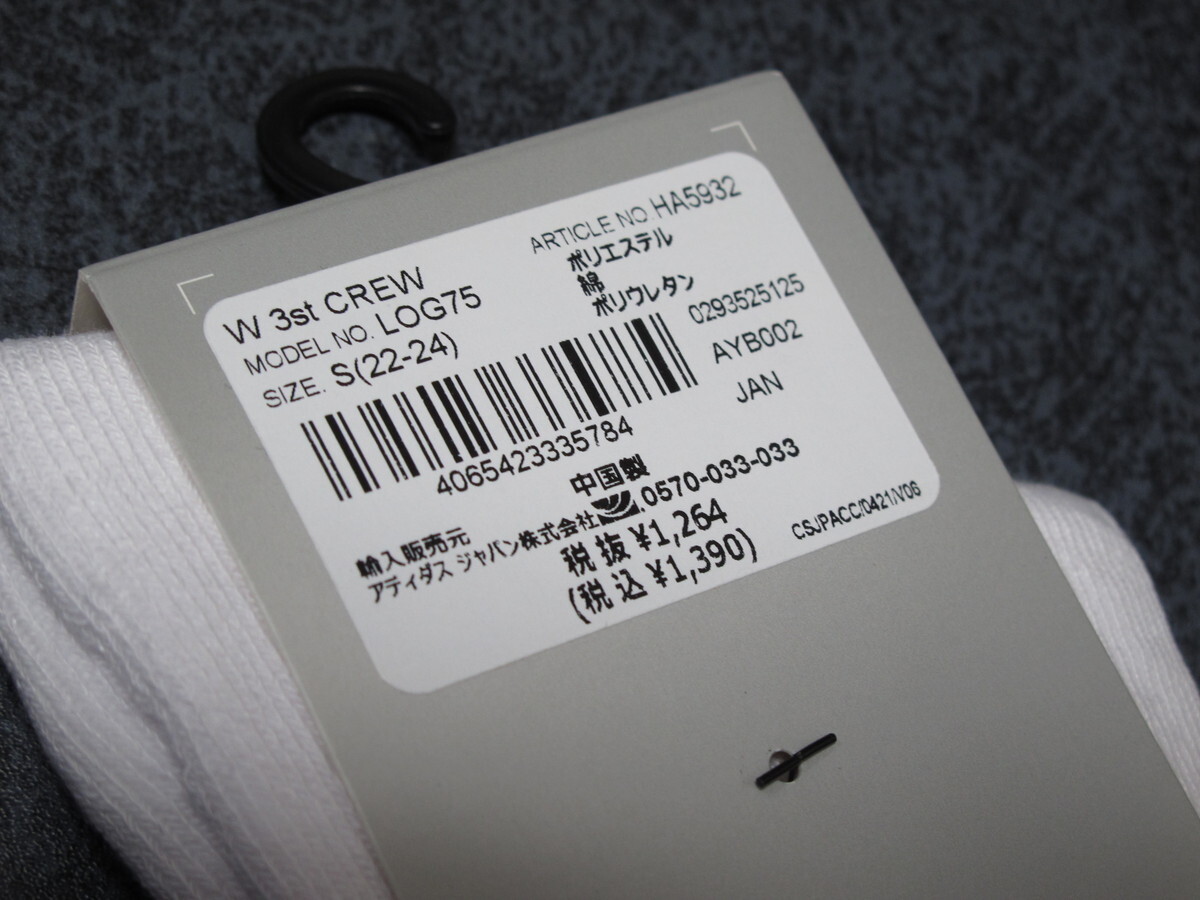 W 3st CREW
MODEL NO. LOG75
SIZE. S(22-24)
ARTICLE NO. HA5932
ポリエステル
綿
ポリウレタン
0293525125
AYB002
JAN
4065423335784
中国製
輸入販売元
アティダス ジャパン株式会社 .0570-033-033
税 抜 ¥1,264
(税 込 ¥1,390)
CSJPACC/0421/V06